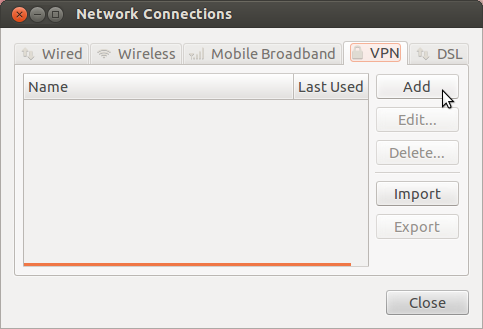 Network Connections
Wired Wireless Mobile Broadband VPN DSL
Name Last Used
Add
Edit...
Delete...
Import
Export
Close